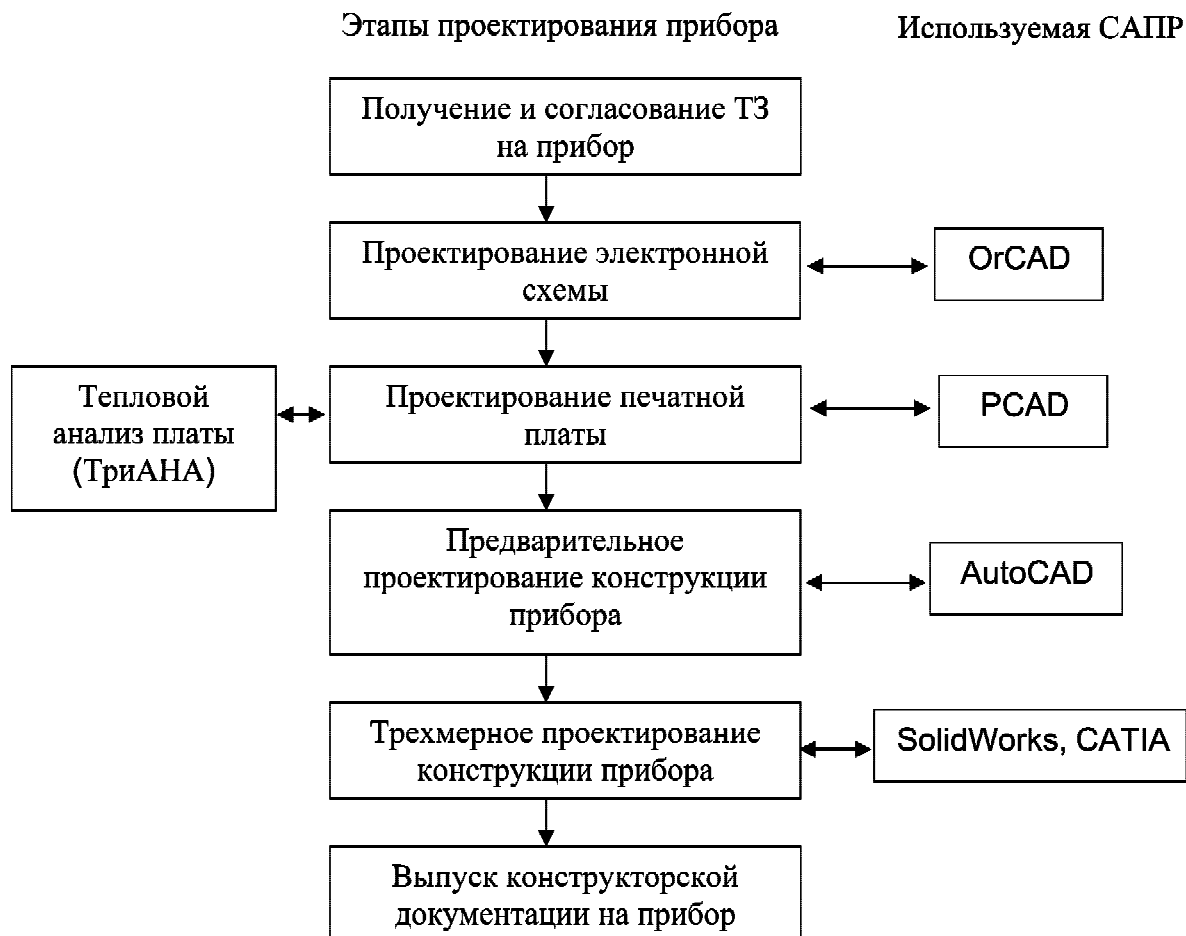 Этапы проектирования прибора
Используемая САПР
Получение и согласование ТЗ
на прибор
Проектирование электронной
схемы
OrCAD
Тепловой
анализ платы
(ТриАНА)
Проектирование печатной
платы
PCAD
Предварительное
проектирование конструкции
прибора
AutoCAD
Трехмерное проектирование
конструкции прибора
SolidWorks, CATIA
Выпуск конструкторской
документации на прибор